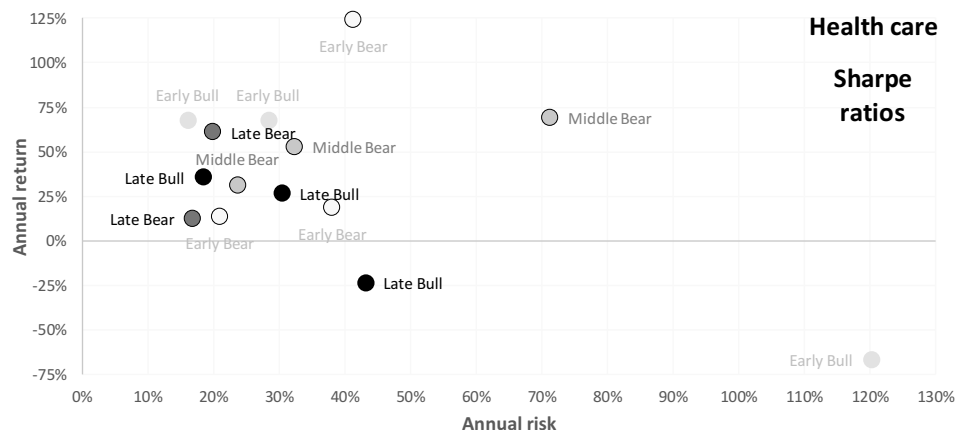 125%
Health care
Early Bear
100%
Sharpe
ratios
Early Bull Early Bull
75%
Middle Bear
Late Bear
Middle Bear
50%
Middle Bear
Late Bull
Late Bull
25%
Late Bear
Early Bear
Early Bear
0%
-25%
Late Bull
-50%
Early Bull
-75%
Annual return
0% 10% 20% 30% 40% 50% 60% 70% 80% 90% 100% 110% 120% 130%
Annual risk